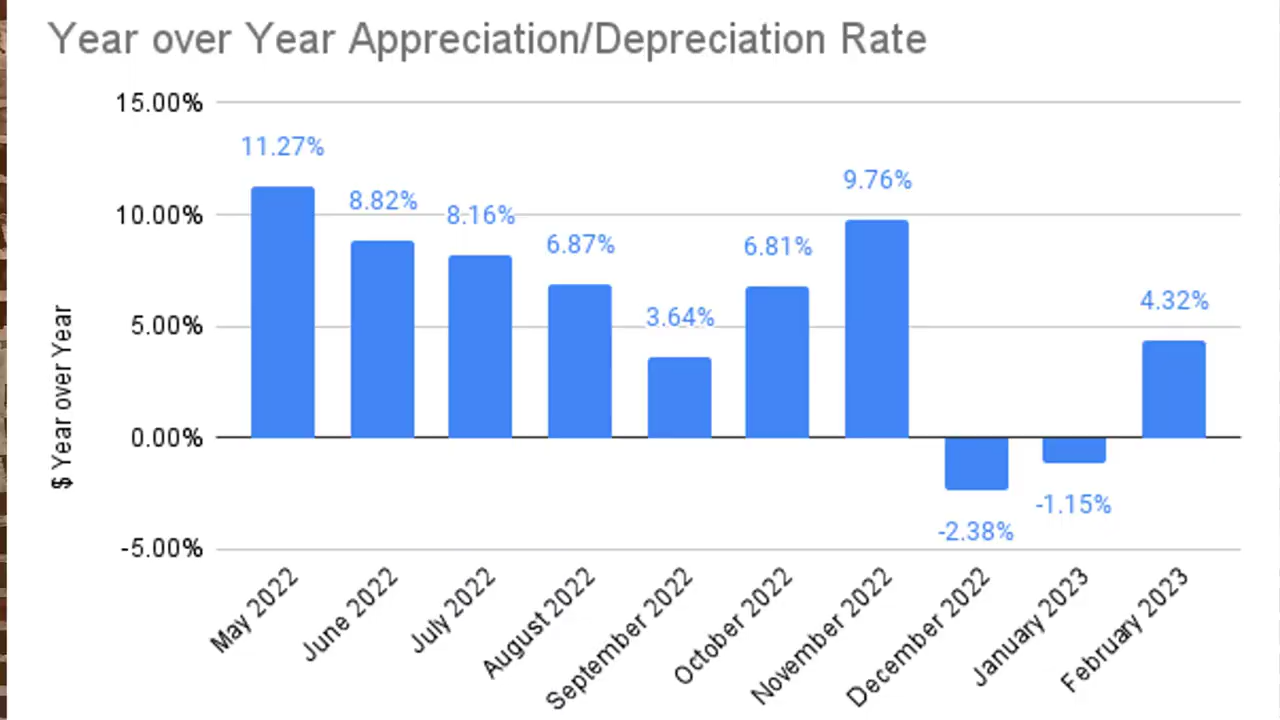 Year over Year Appreciation/Depreciation Rate
15.00%
10.00%
5.00%
0.00%
-5.00%
$ Year over Year
11.27%
8.82%
8.16%
6.87%
3.64%
6.81%
9.76%
-2.38%
-1.15%
4.32%
May 2022
June 2022
July 2022
August 2022
September 2022
October 2022
November 2022
December 2022
January 2023
February 2023